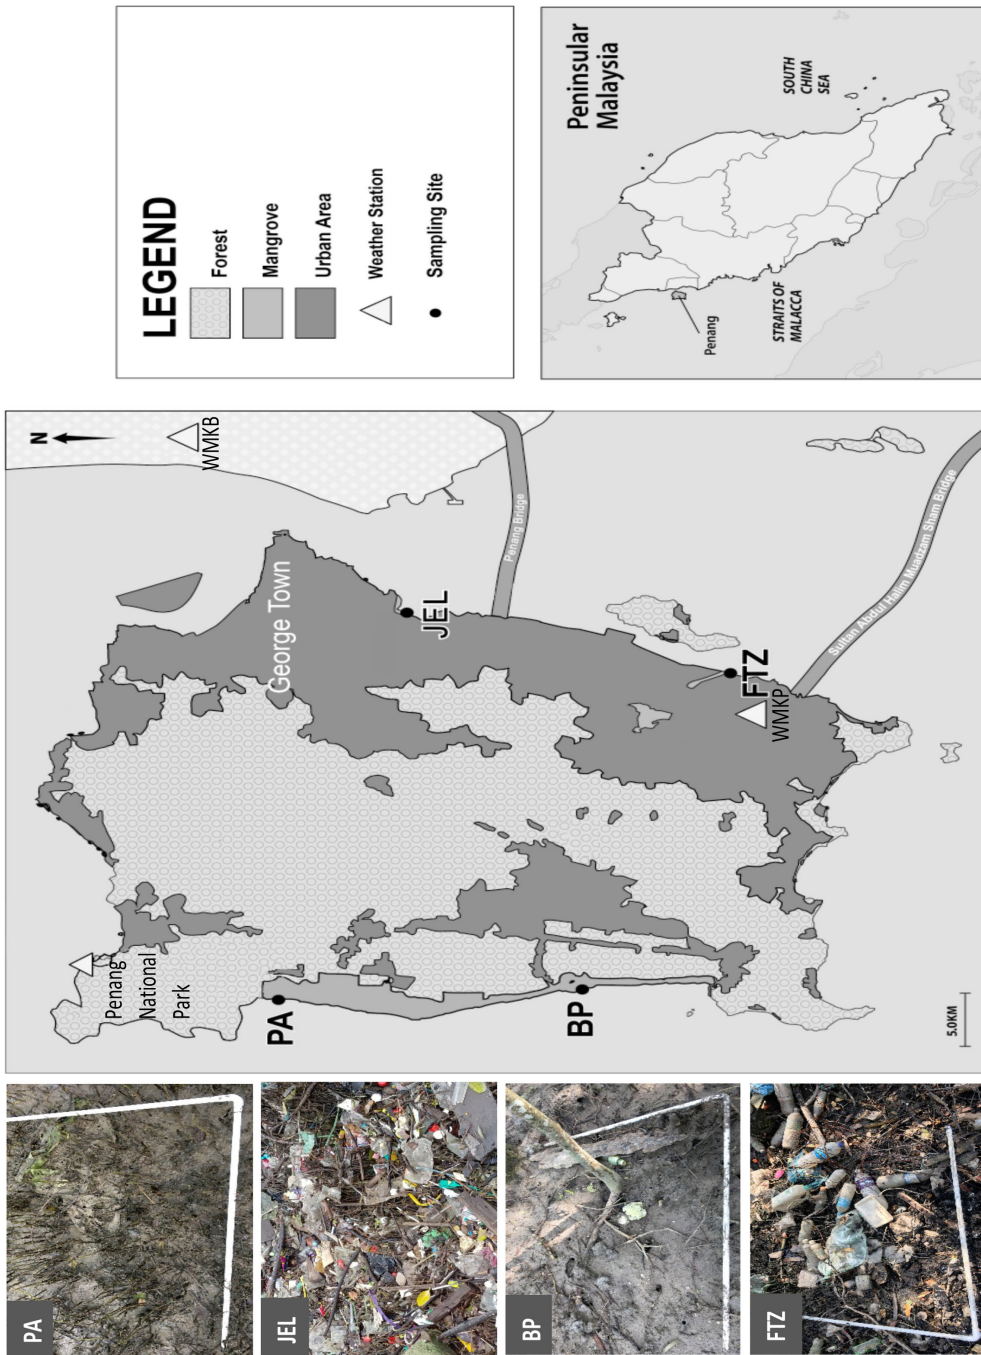 PA
JEL
BP
FTZ
N
WMKB
George Town
Penang
National
Park
PA
JEL
Penang Bridge
BP
FTZ
WMKP
Sultan Abdul Halim Muadzam Sham Bridge
5.0KM
LEGEND
Forest
Mangrove
Urban Area
Weather Station
Sampling Site
Peninsular
Malaysia
SOUTH
CHINA
SEA
Penang
STRAITS OF
MALACCA